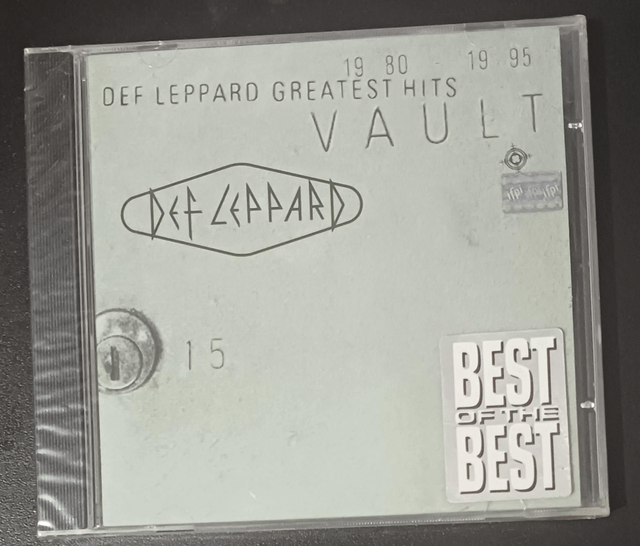 19 80 - 19 95
DEF LEPPARD GREATEST HITS
VAULT
DEF LEPPARD
15
BEST
OF THE
BEST